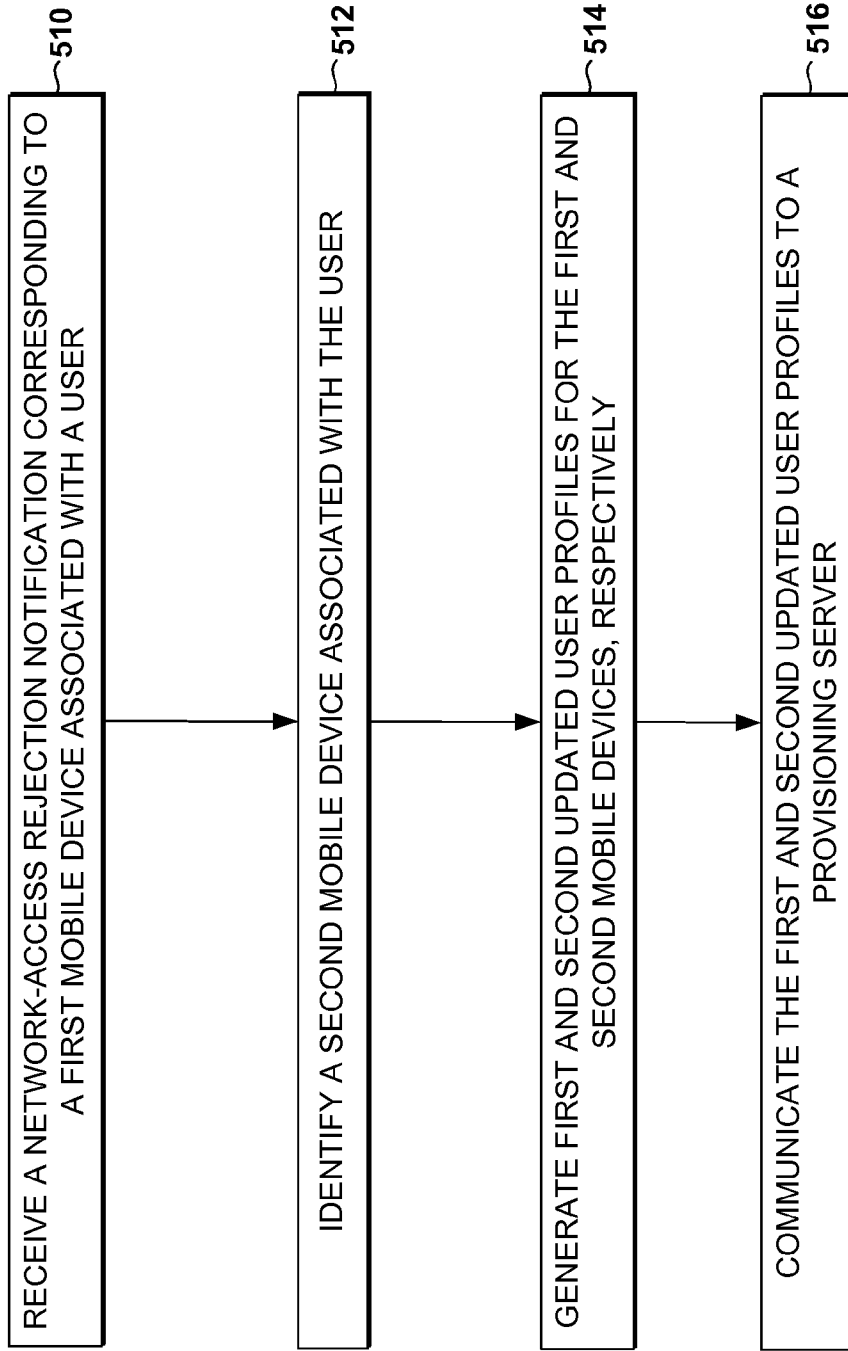 RECEIVE A NETWORK-ACCESS REJECTION NOTIFICATION CORRESPONDING TO
A FIRST MOBILE DEVICE ASSOCIATED WITH A USER
510
IDENTIFY A SECOND MOBILE DEVICE ASSOCIATED WITH THE USER
512
GENERATE FIRST AND SECOND UPDATED USER PROFILES FOR THE FIRST AND
SECOND MOBILE DEVICES, RESPECTIVELY
514
COMMUNICATE THE FIRST AND SECOND UPDATED USER PROFILES TO A
PROVISIONING SERVER
516